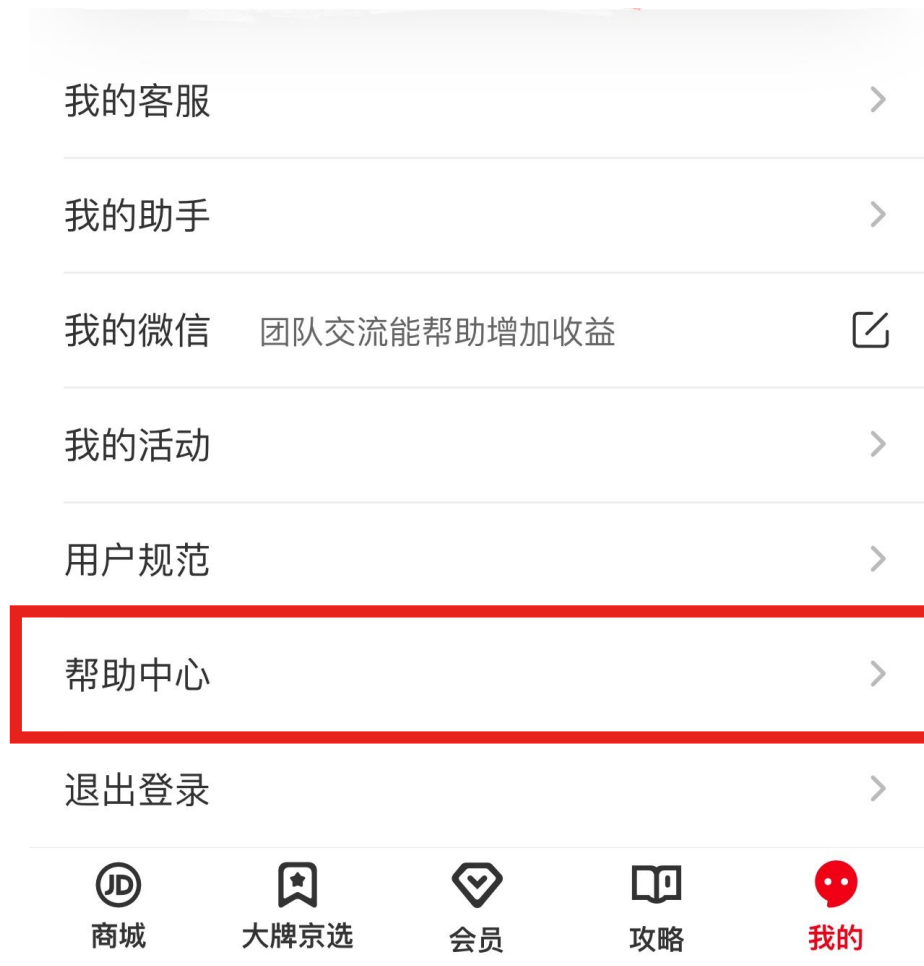 我的客服
我的助手
我的微信 团队交流能帮助增加收益
我的活动
用户规范
帮助中心
退出登录
JD
商城 大牌京选 会员 攻略 我的